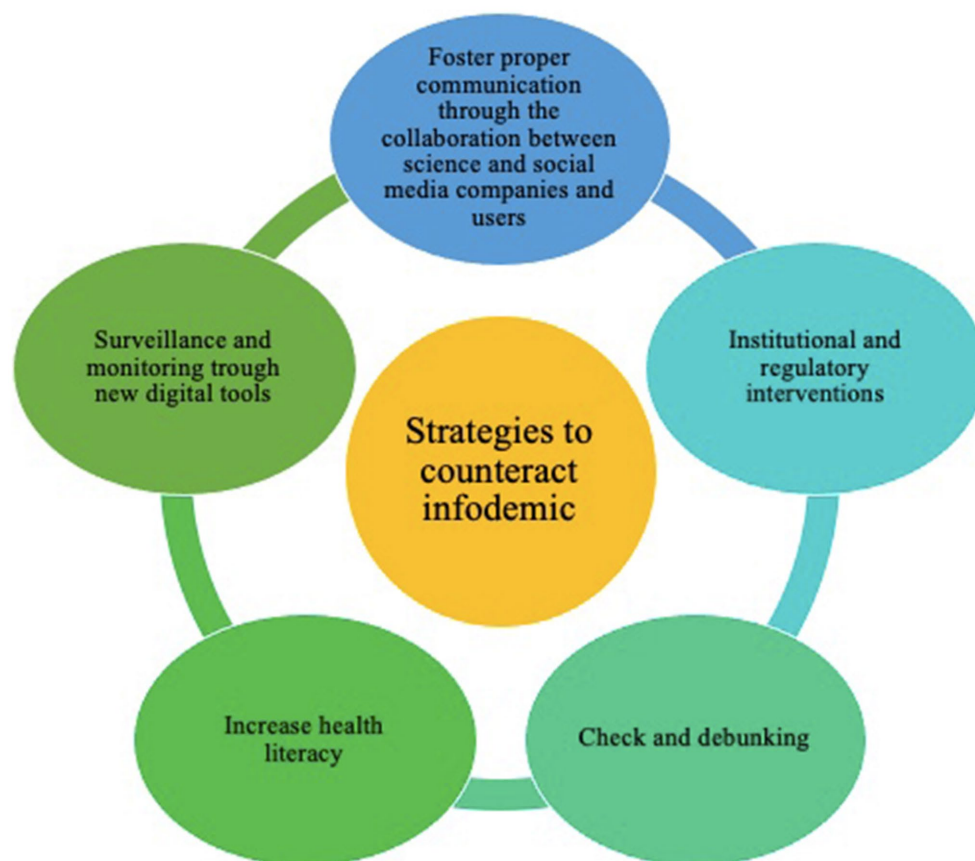 Foster proper
communication
through the
collaboration between
science and social
media companies and
users
Institutional and
regulatory
interventions
Check and debunking
Increase health
literacy
Surveillance and
monitoring trough
new digital tools
Strategies to
counteract
infodemic